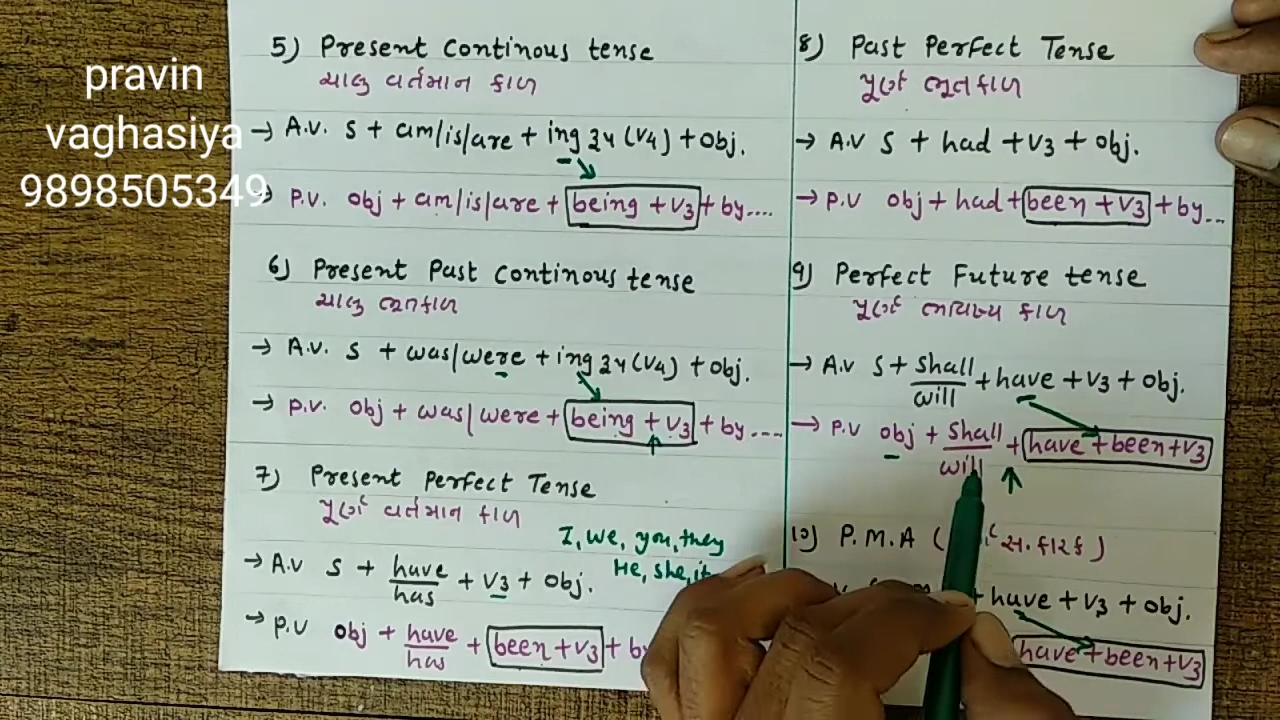 pravin
vaghasiya
9898505349
5) Present Continous tense
ચાલુ વર્તમાન કાળ
→ A.V. S + am/is/are + ing રૂપ (V4) + Obj.
→ P.V. Obj + am/is/are + being + V3 + by....
6) Present Past Continous tense
ચાલુ ભૂતકાળ
→ A.V. S + was/were + ing રૂપ (V4) + Obj.
→ P.V. Obj + was/were + being + V3 + by....
7) Present Perfect Tense
પૂર્ણ વર્તમાન કાળ
I, we, you, they
He, she, it
→ A.V S + have/has + V3 + Obj.
→ P.V Obj + have/has + been + V3 + by
8) Past Perfect Tense
પૂર્ણ ભૂતકાળ
→ A.V S + had + V3 + Obj.
→ P.V Obj + had + been + V3 + by...
9) Perfect Future tense
પૂર્ણ ભવિષ્ય કાળ
→ A.V S + Shall/will + have + V3 + Obj.
→ P.V Obj + Shall/will + have + been + V3
10) P.M.A ( સ.કારક )
+ have + V3 + Obj.
have + been + V3